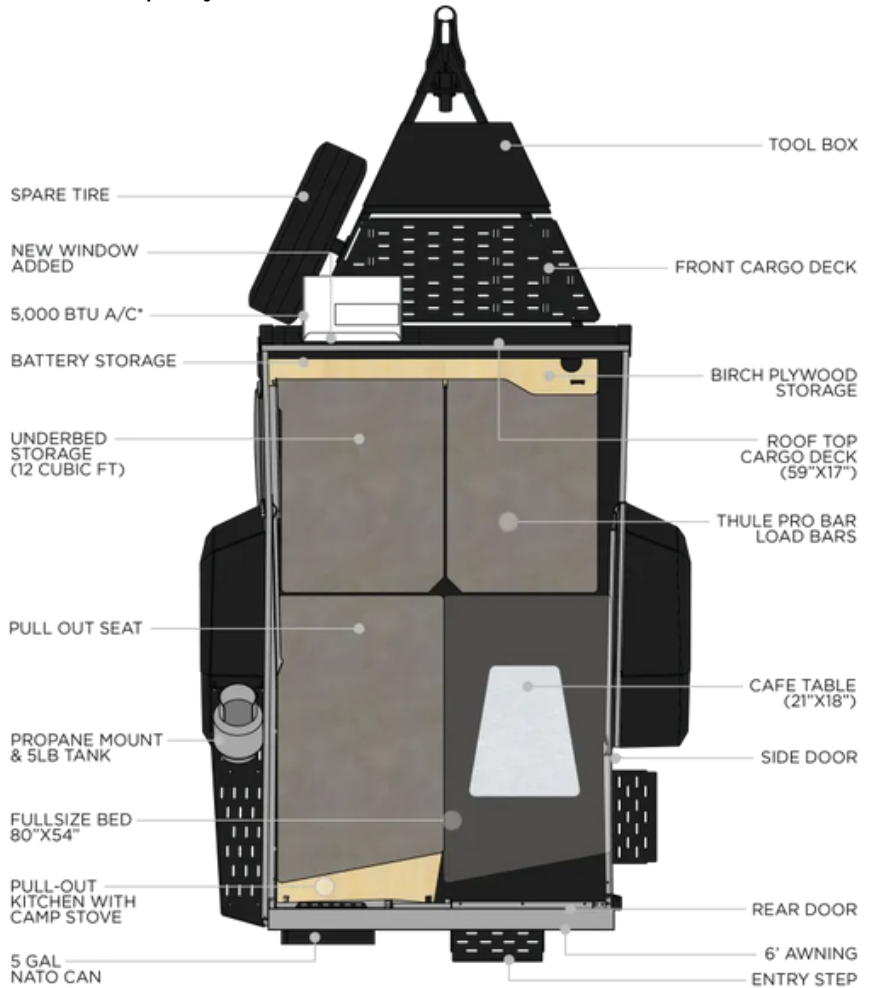 TOOL BOX
SPARE TIRE
NEW WINDOW
ADDED
FRONT CARGO DECK
5,000 BTU A/C*
BATTERY STORAGE
BIRCH PLYWOOD
STORAGE
UNDERBED
STORAGE
(12 CUBIC FT)
ROOF TOP
CARGO DECK
(59"X17")
THULE PRO BAR
LOAD BARS
PULL OUT SEAT
CAFE TABLE
(21"X18")
PROPANE MOUNT
& 5LB TANK
SIDE DOOR
FULLSIZE BED
80"X54"
PULL-OUT
KITCHEN WITH
CAMP STOVE
REAR DOOR
6' AWNING
5 GAL
NATO CAN
ENTRY STEP